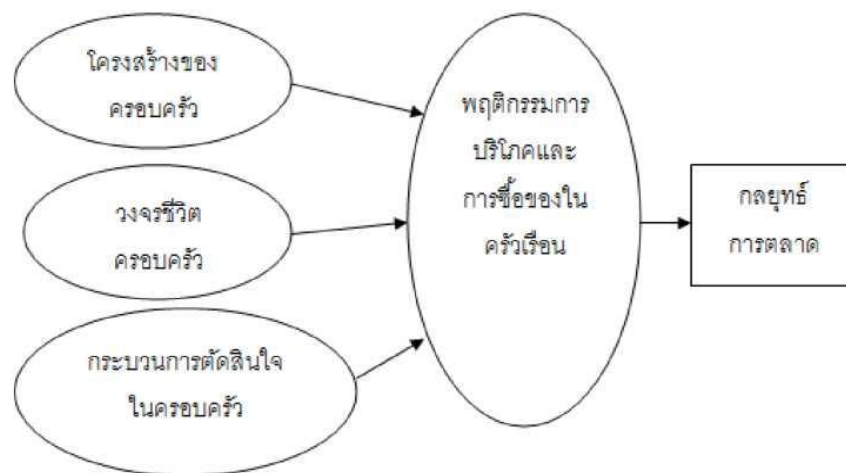 โครงสร้างของ
ครอบครัว
วงจรชีวิต
ครอบครัว
กระบวนการตัดสินใจ
ในครอบครัว
พฤติกรรมการ
บริโภคและ
การซื้อของใน
ครัวเรือน
กลยุทธ์
การตลาด